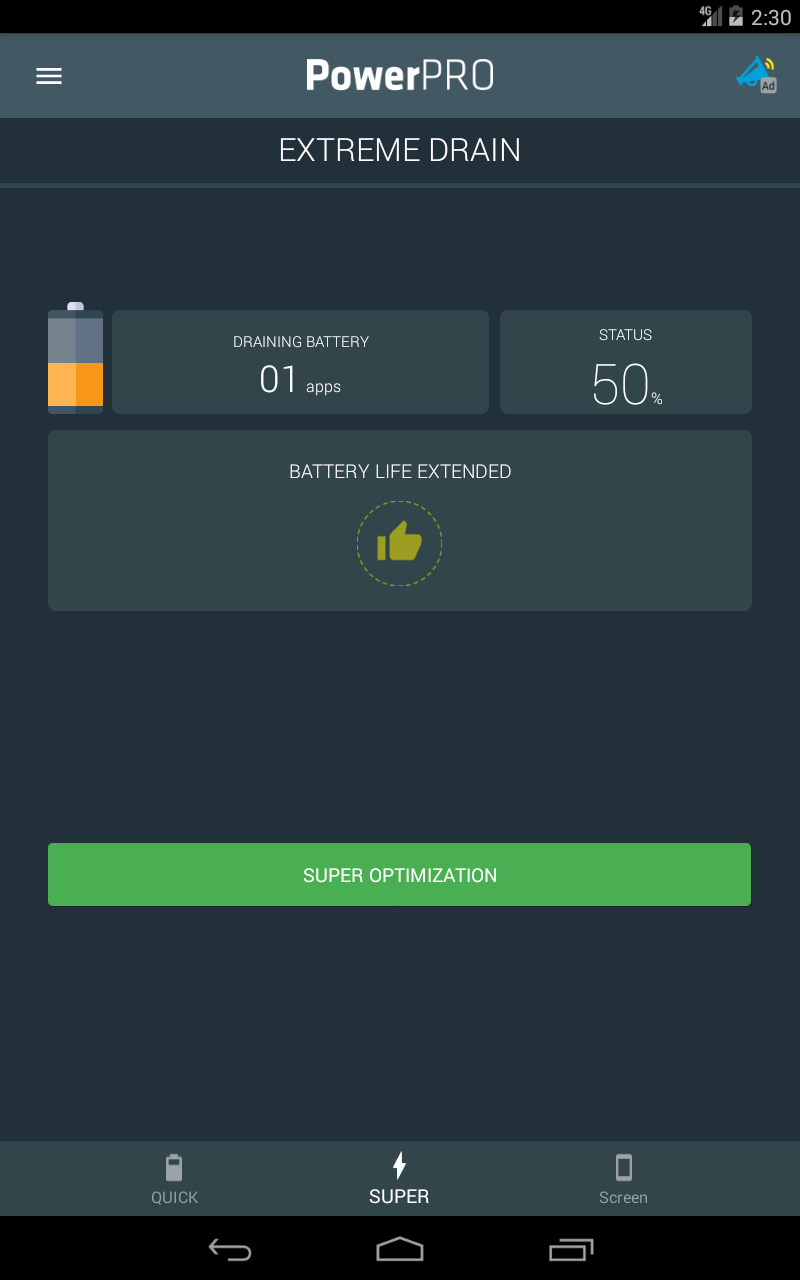 4G 2:30
PowerPRO
Ad
EXTREME DRAIN
DRAINING BATTERY
01 apps
STATUS
50%
BATTERY LIFE EXTENDED
SUPER OPTIMIZATION
QUICK
SUPER
Screen